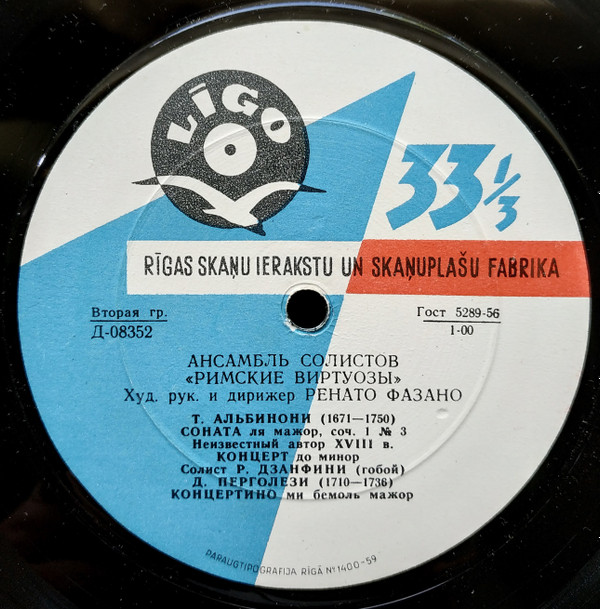 LĪGO
33 1/3
RĪGAS SKAŅU IERAKSTU UN SKAŅUPLAŠU FABRIKA
Вторая гр.
Д-08352
Гост 5289-56
1-00
АНСАМБЛЬ СОЛИСТОВ
«РИМСКИЕ ВИРТУОЗЫ»
Худ. рук. и дирижер РЕНАТО ФАЗАНО
Т. АЛЬБИНОНИ (1671—1750)
СОНАТА ля мажор, соч. 1 № 3
Неизвестный автор XVIII в.
КОНЦЕРТ до минор
Солист Р. ДЗАНФИНИ (гобой)
Д. ПЕРГОЛЕЗИ (1710—1736)
КОНЦЕРТИНО ми бемоль мажор
PARAUGTIPOGRAFIJA RĪGĀ Nº 1400-59